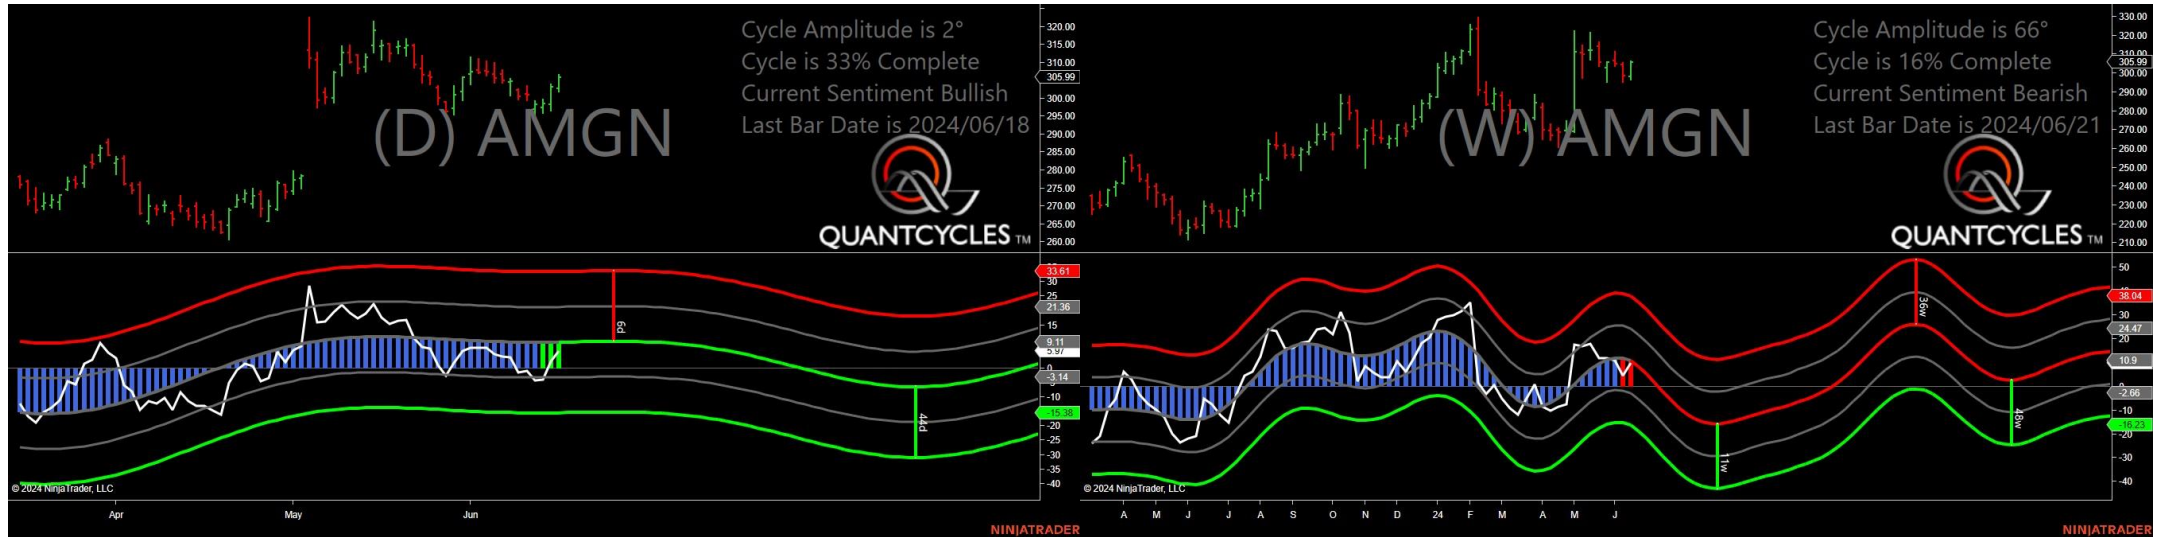 Cycle Amplitude is 2°
Cycle is 33% Complete
Current Sentiment Bullish
Last Bar Date is 2024/06/18
(D) AMGN
QUANTCYCLES TM
320.00
315.00
310.00
305.99
300.00
295.00
290.00
285.00
280.00
275.00
270.00
265.00
260.00
33.61
30
25
21.36
15
9.11
5.97
0
-3.14
-10
-15.38
-20
-25
-30
-35
-40
6d
44d
© 2024 NinjaTrader, LLC
Apr
May
Jun
NINJATRADER
Cycle Amplitude is 66°
Cycle is 16% Complete
Current Sentiment Bearish
Last Bar Date is 2024/06/21
(W) AMGN
QUANTCYCLES TM
330.00
320.00
310.00
305.99
300.00
290.00
280.00
270.00
260.00
250.00
240.00
230.00
220.00
210.00
50
38.04
30
24.47
20
10.9
0
-2.66
-10
-16.23
-20
-30
-40
36w
11w
48w
© 2024 NinjaTrader, LLC
A
M
J
J
A
S
O
N
D
24
F
M
A
M
J
NINJATRADER